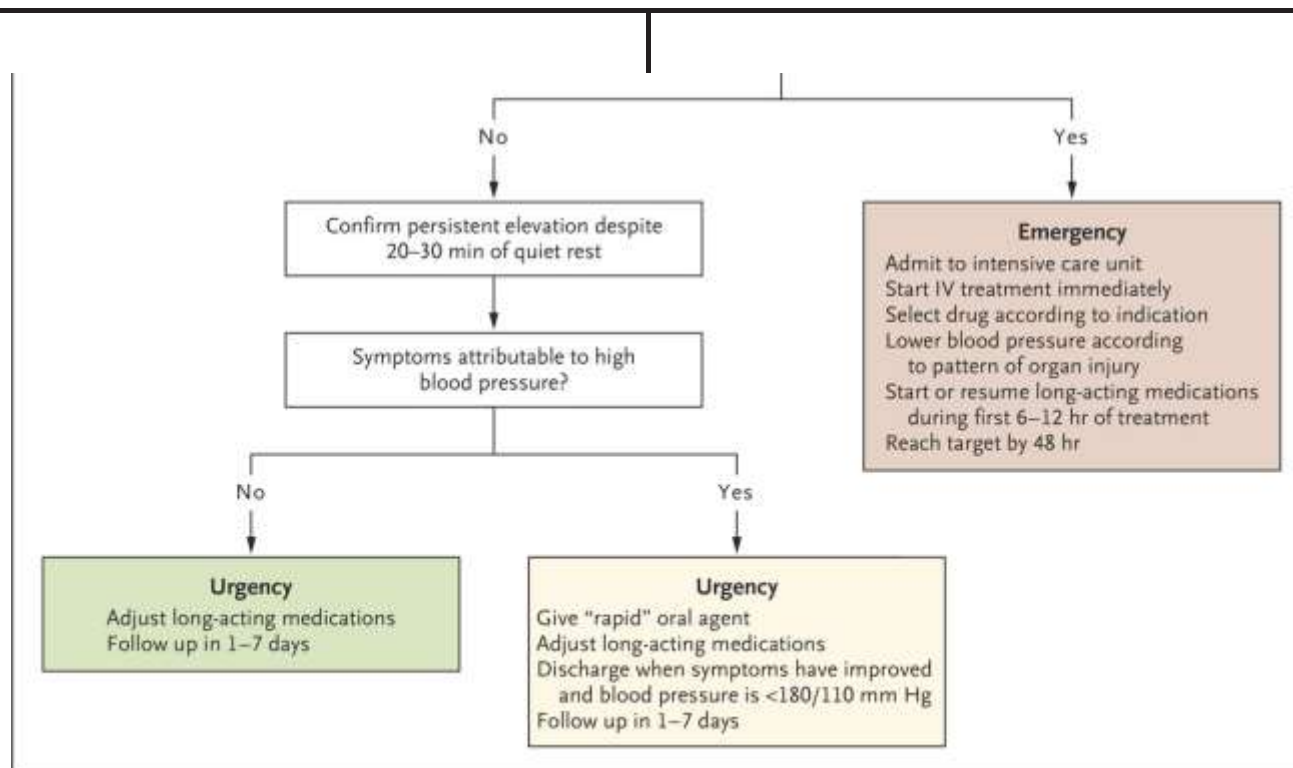 No
Yes
Confirm persistent elevation despite
20–30 min of quiet rest
Emergency
Admit to intensive care unit
Start IV treatment immediately
Select drug according to indication
Lower blood pressure according
to pattern of organ injury
Start or resume long-acting medications
during first 6–12 hr of treatment
Reach target by 48 hr
Symptoms attributable to high
blood pressure?
No
Yes
Urgency
Adjust long-acting medications
Follow up in 1–7 days
Urgency
Give “rapid” oral agent
Adjust long-acting medications
Discharge when symptoms have improved
and blood pressure is <180/110 mm Hg
Follow up in 1–7 days